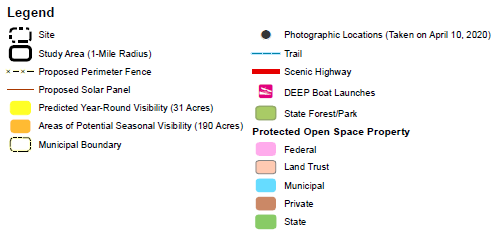 Legend
Site
Study Area (1-Mile Radius)
Proposed Perimeter Fence
Proposed Solar Panel
Predicted Year-Round Visibility (31 Acres)
Areas of Potential Seasonal Visibility (190 Acres)
Municipal Boundary
Photographic Locations (Taken on April 10, 2020)
Trail
Scenic Highway
DEEP Boat Launches
State Forest/Park
Protected Open Space Property
Federal
Land Trust
Municipal
Private
State